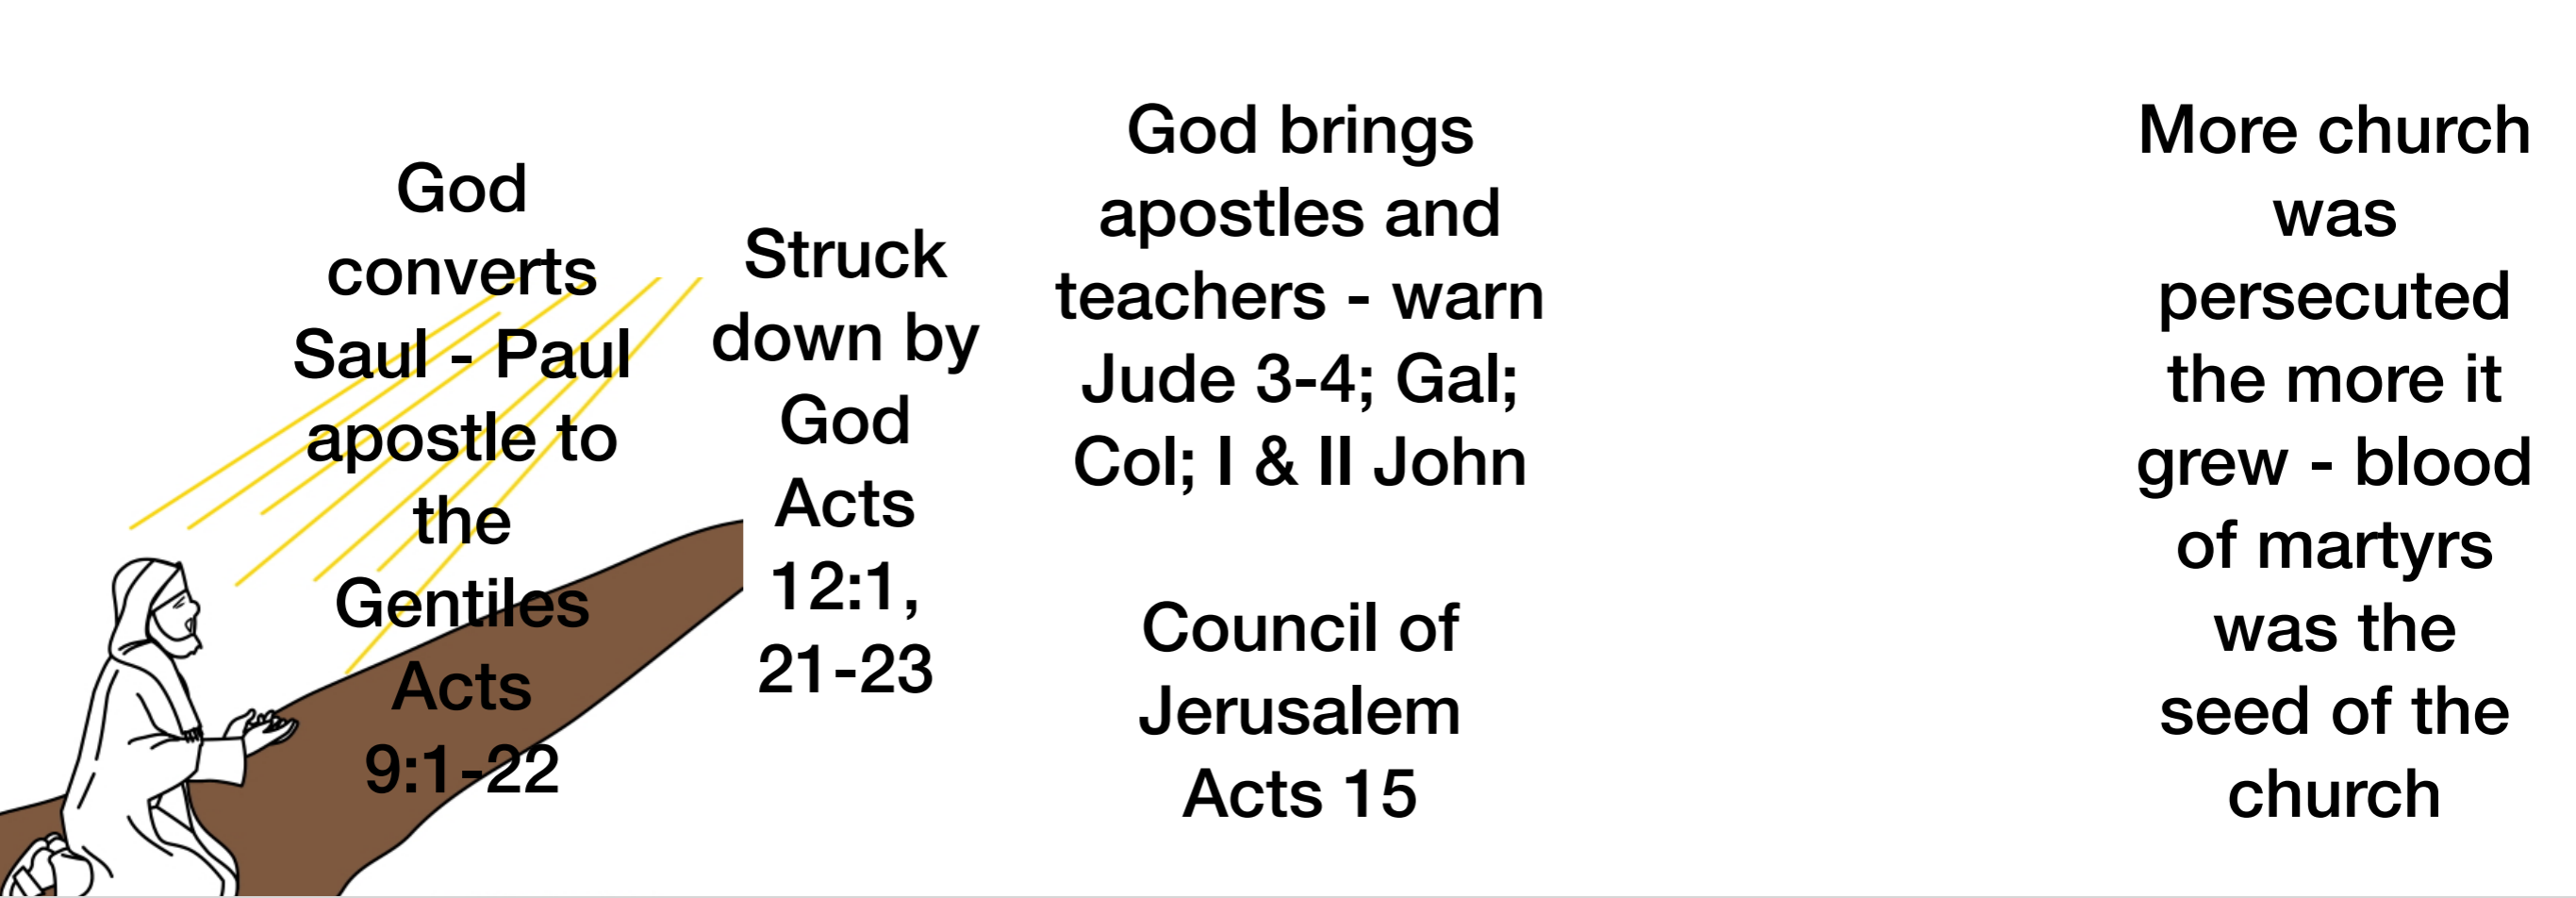 God
converts
Saul - Paul
apostle to
the
Gentiles
Acts
9:1-22
Struck
down by
God
Acts
12:1,
21-23
God brings
apostles and
teachers - warn
Jude 3-4; Gal;
Col; I & II John
Council of
Jerusalem
Acts 15
More church
was
persecuted
the more it
grew - blood
of martyrs
was the
seed of the
church